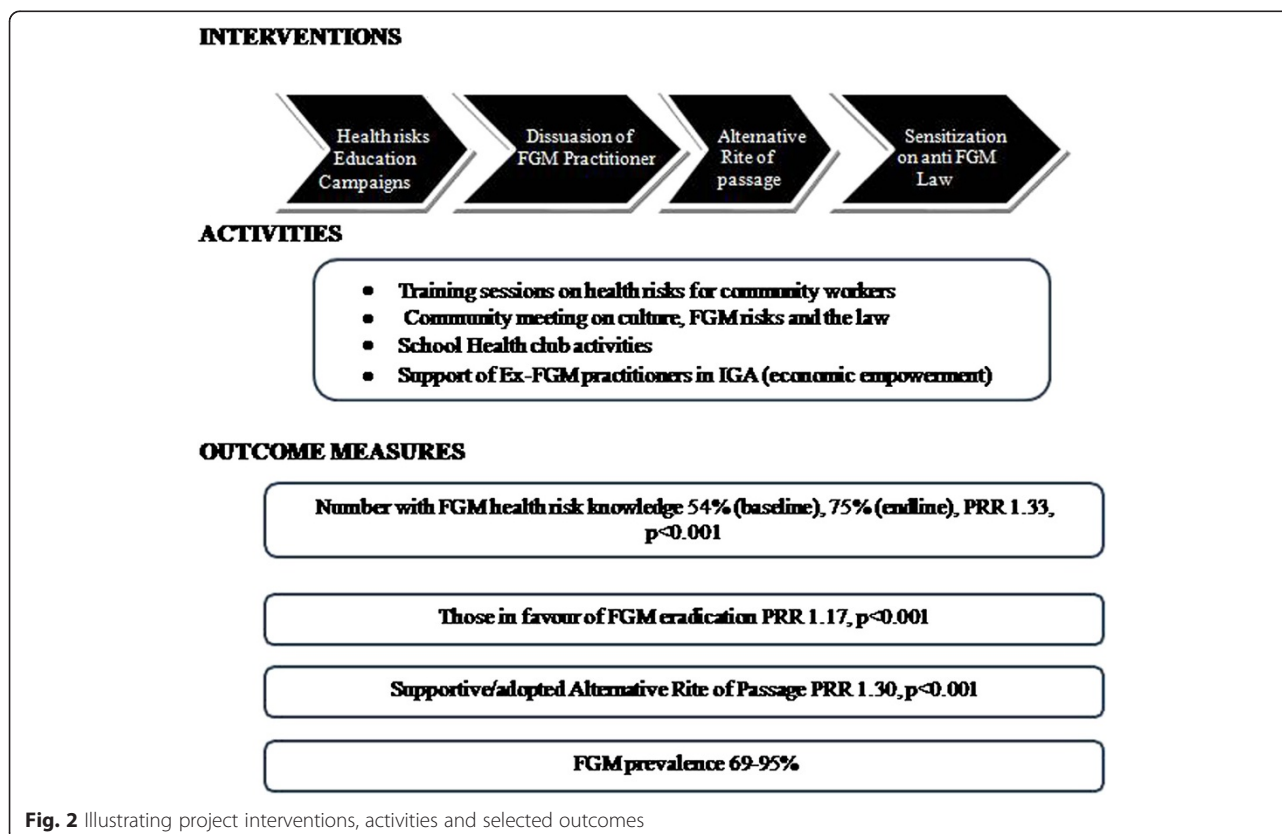 INTERVENTIONS
Health risks
Education
Campaigns
Dissuasion of
FGM Practitioner
Alternative
Rite of
passage
Sensitization
on anti FGM
Law
ACTIVITIES
• Training sessions on health risks for community workers
• Community meeting on culture, FGM risks and the law
• School Health club activities
• Support of Ex-FGM practitioners in IGA (economic empowerment)
OUTCOME MEASURES
Number with FGM health risk knowledge 54% (baseline), 75% (endline), PRR 1.33,
p<0.001
Those in favour of FGM eradication PRR 1.17, p<0.001
Supportive/adopted Alternative Rite of Passage PRR 1.30, p<0.001
FGM prevalence 69-95%
Fig. 2 Illustrating project interventions, activities and selected outcomes